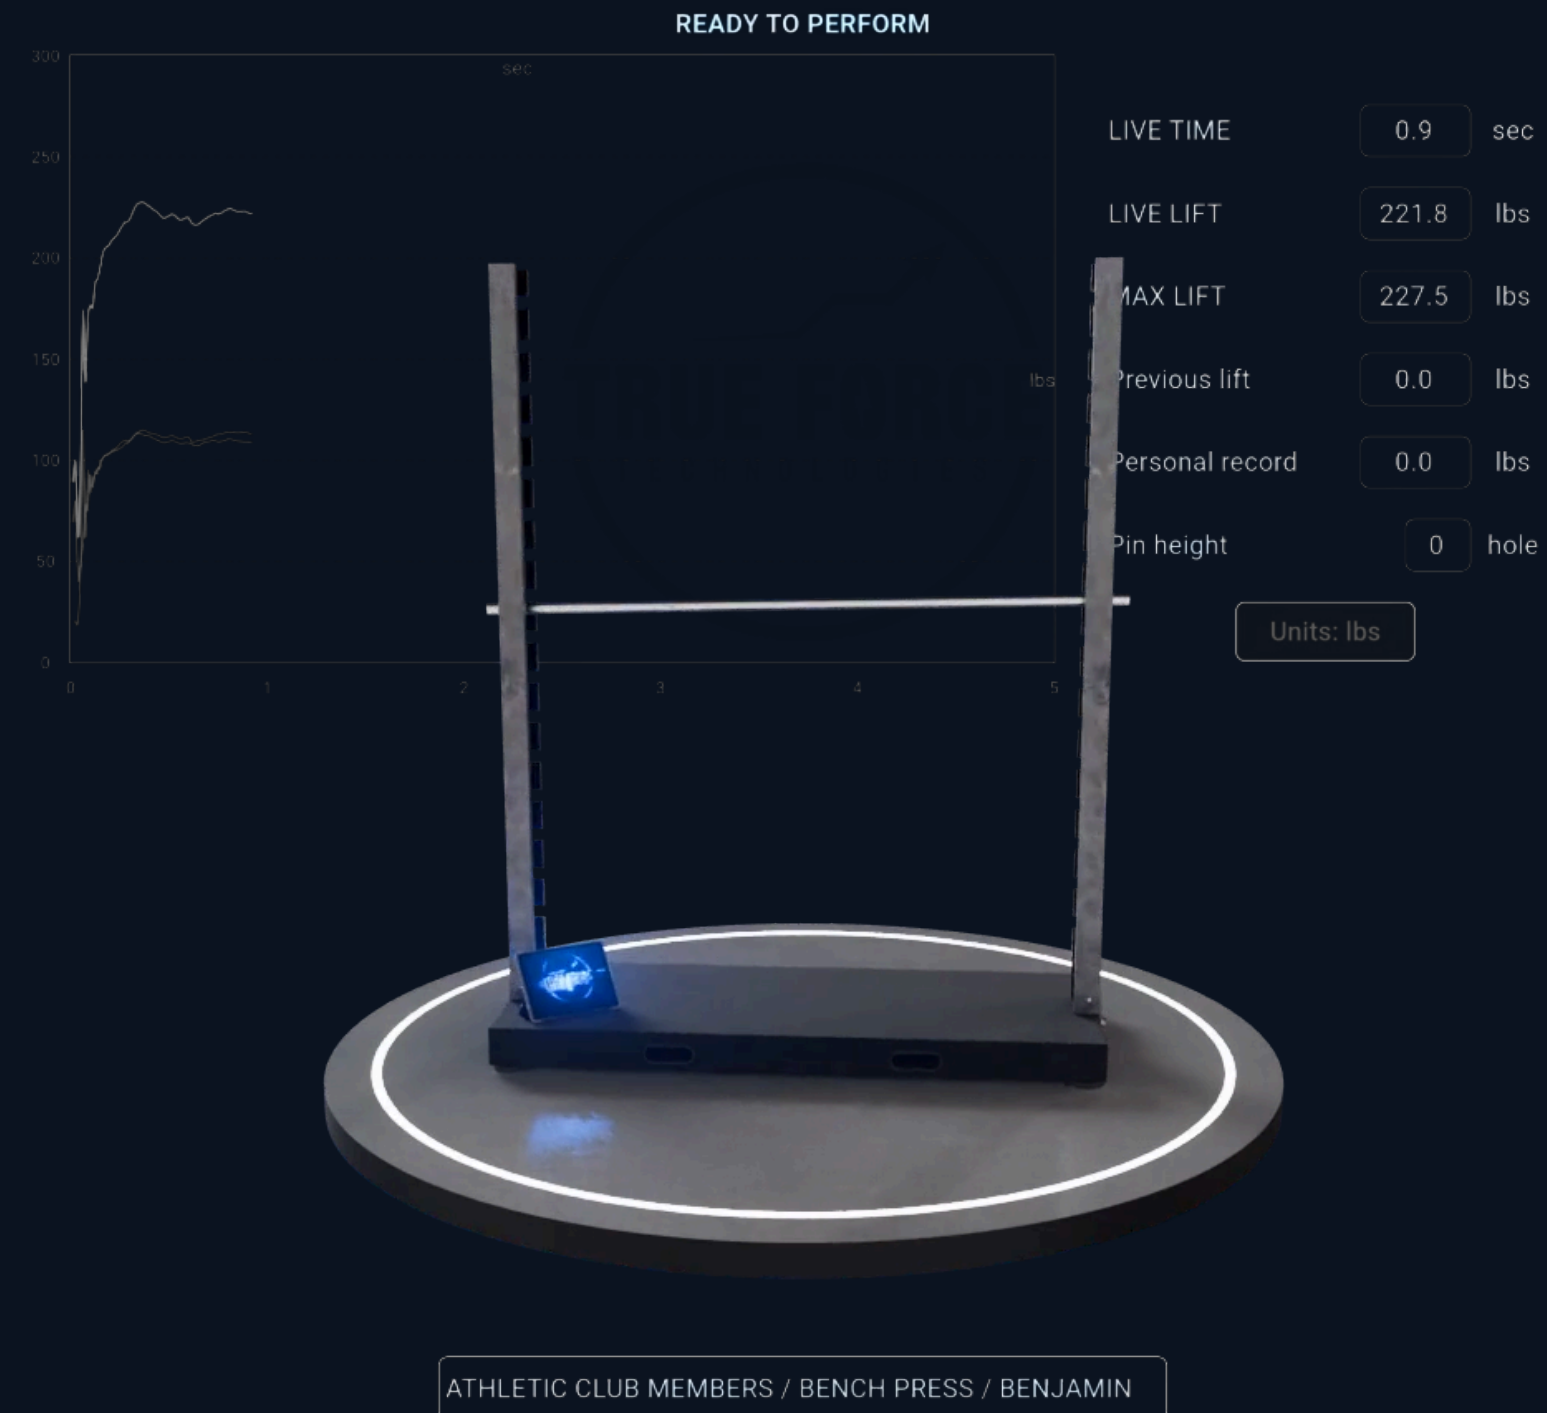 READY TO PERFORM
300
sec
250
200
150
lbs
100
50
0
0 1 2 3 4 5
LIVE TIME 0.9 sec
LIVE LIFT 221.8 lbs
MAX LIFT 227.5 lbs
Previous lift 0.0 lbs
Personal record 0.0 lbs
Pin height 0 hole
Units: lbs
TRUE FORCE
ATHLETIC CLUB MEMBERS / BENCH PRESS / BENJAMIN